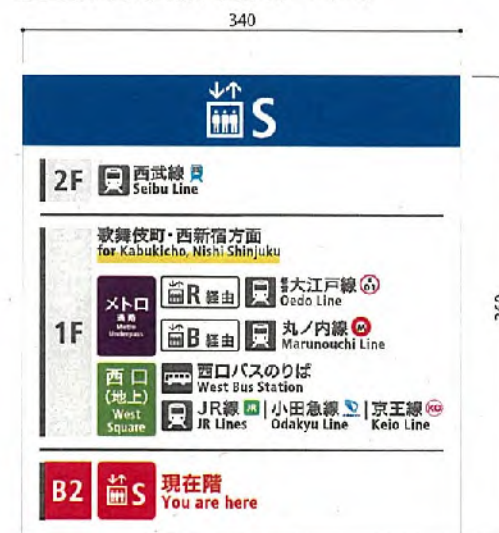 340
S
2F 西武線
Seibu Line
歌舞伎町・西新宿方面
for Kabukicho, Nishi Shinjuku
1F
メトロ
通路
Metro
Underpass
R 経由 都営大江戸線
Oedo Line
B 経由 丸ノ内線 M
Marunouchi Line
西口
(地上)
West
Square
西口バスのりば
West Bus Station
JR線 JR | 小田急線 | 京王線 KEIO
JR Lines Odakyu Line Keio Line
B2 S 現在階
You are here